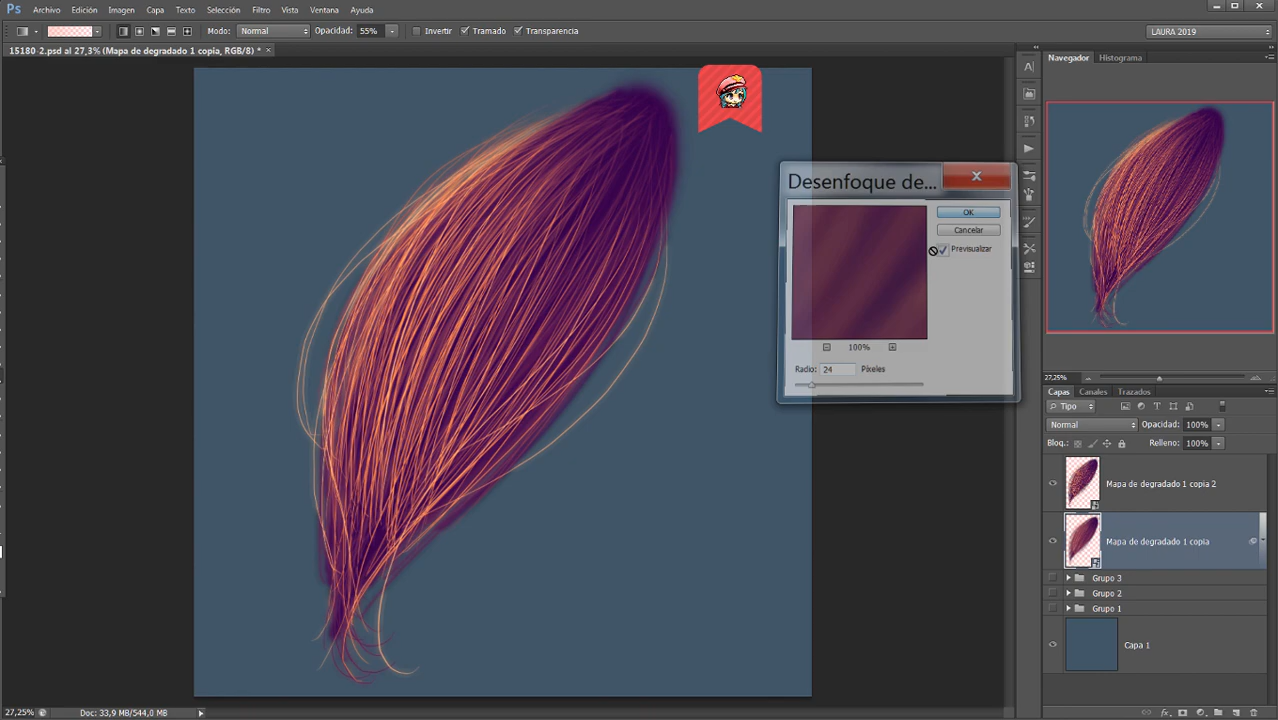 Ps Archivo Edición Imagen Capa Texto Selección Filtro Vista Ventana Ayuda
Modo: Normal Opacidad: 55% Invertir Tramado Transparencia LAURA 2019
15180-2.psd al 27,3% (Mapa de degradado 1 copia, RGB/8) *
Navegador Histograma
Desenfoque de...
OK
Cancelar
Previsualizar
100%
Radio: 24 Píxeles
27,25%
Capas Canales Trazados
Tipo
Normal Opacidad: 100%
Bloq.: Relleno: 100%
Mapa de degradado 1 copia 2
Mapa de degradado 1 copia
Grupo 3
Grupo 2
Grupo 1
Capa 1
27,25% Doc: 33,9 MB/544,0 MB